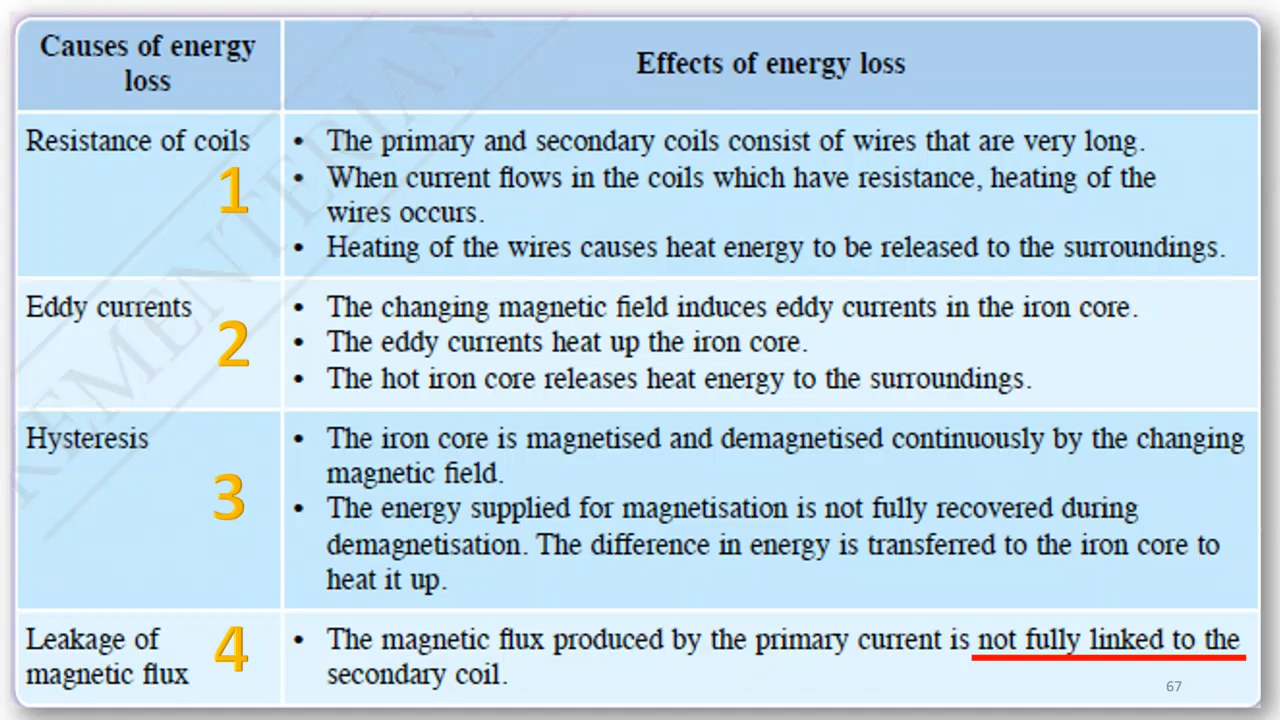 Causes of energy
loss
Effects of energy loss
Resistance of coils
1
• The primary and secondary coils consist of wires that are very long.
• When current flows in the coils which have resistance, heating of the
wires occurs.
• Heating of the wires causes heat energy to be released to the surroundings.
Eddy currents
2
• The changing magnetic field induces eddy currents in the iron core.
• The eddy currents heat up the iron core.
• The hot iron core releases heat energy to the surroundings.
Hysteresis
3
• The iron core is magnetised and demagnetised continuously by the changing
magnetic field.
• The energy supplied for magnetisation is not fully recovered during
demagnetisation. The difference in energy is transferred to the iron core to
heat it up.
Leakage of
magnetic flux
4
• The magnetic flux produced by the primary current is not fully linked to the
secondary coil.
67
KEMENTERIAN